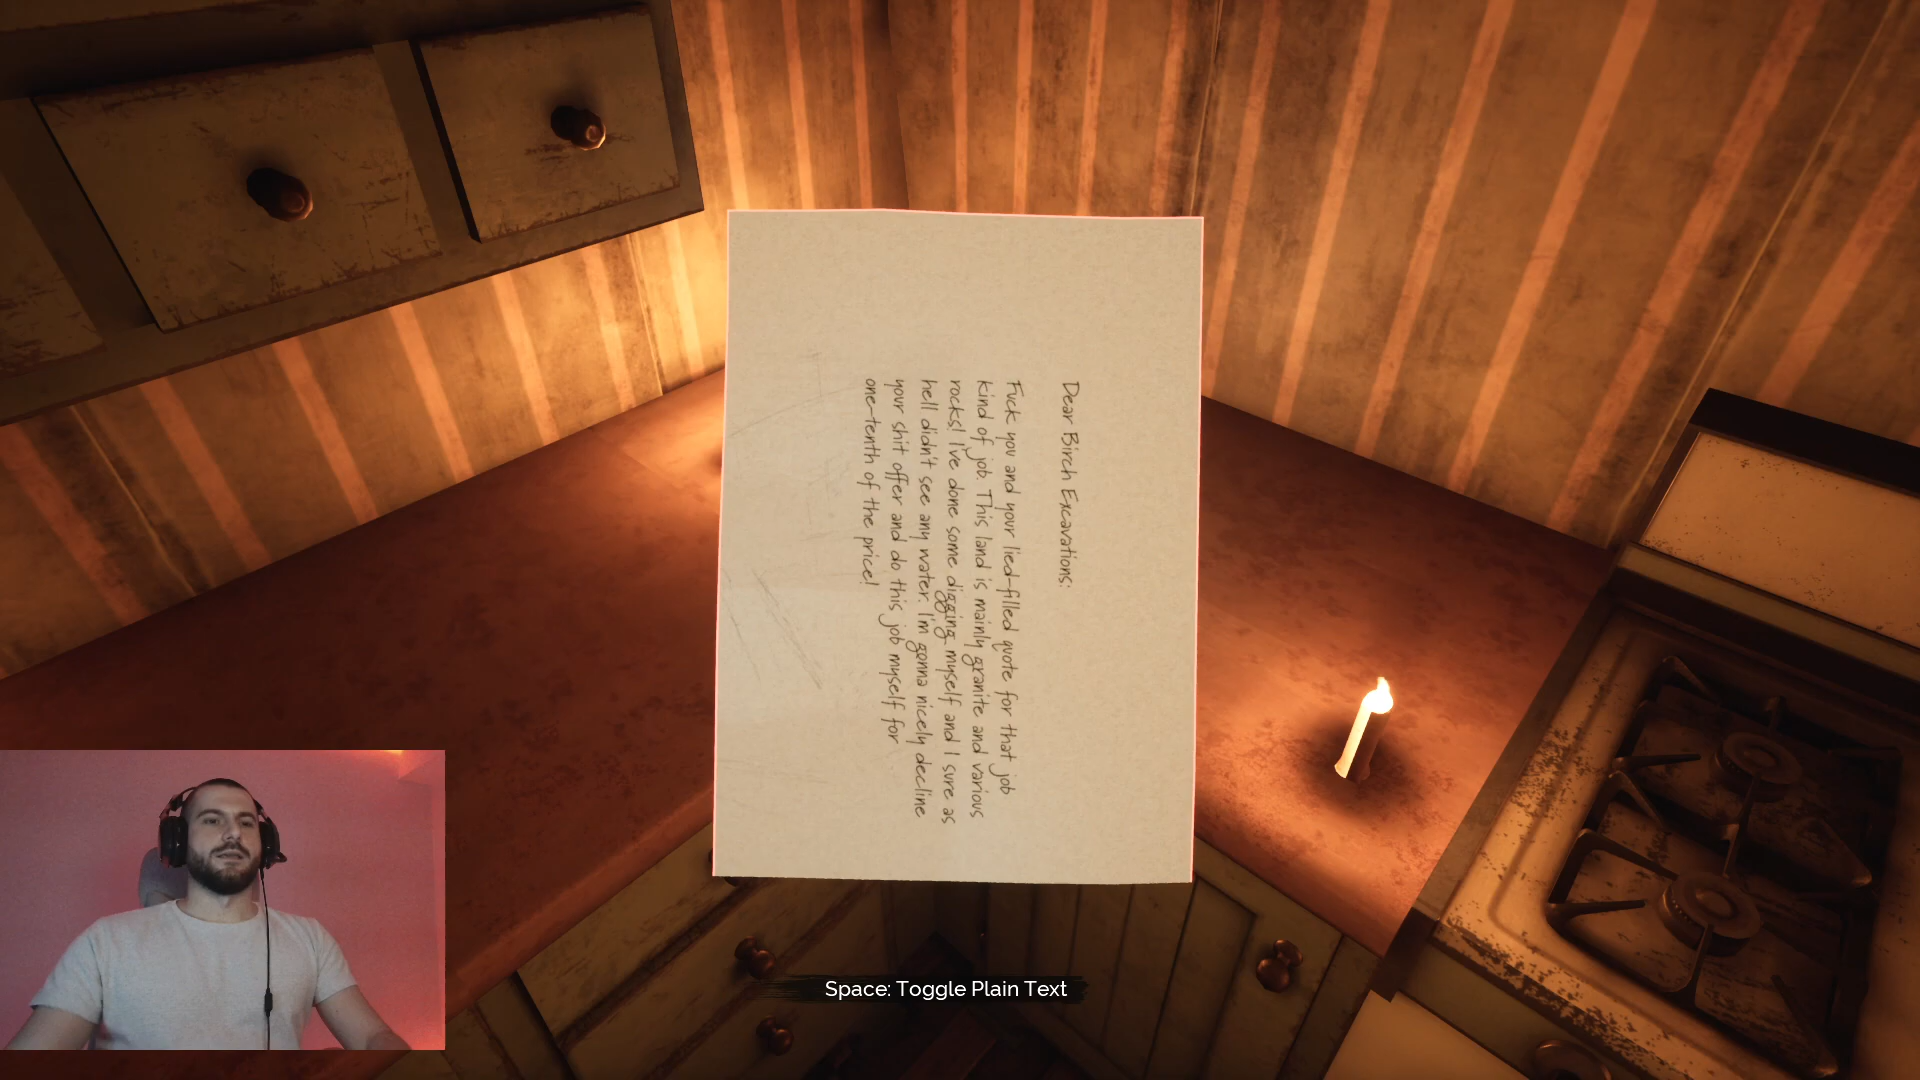 Dear Birch Excavations:
Fuck you and your lied-filled quote for that job
kind of job. This land is mainly granite and various
rocks! I've done some digging myself and I sure as
hell didn't see any water. I'm gonna nicely decline
your shit offer and do this job myself for
one-tenth of the price!
Space: Toggle Plain Text